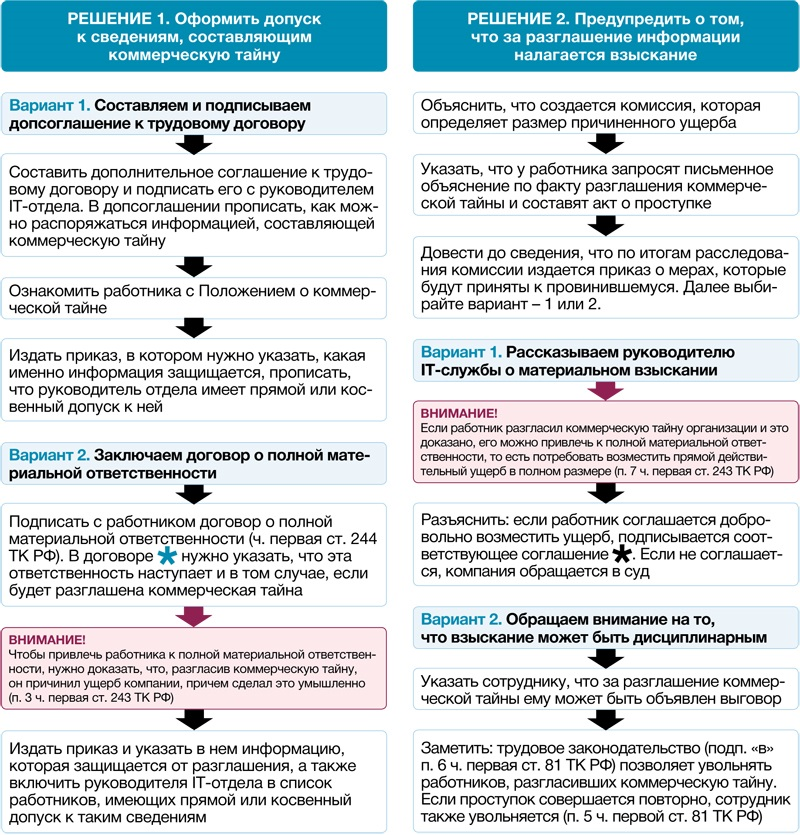 РЕШЕНИЕ 1. Оформить допуск
к сведениям, составляющим
коммерческую тайну
Вариант 1. Составляем и подписываем
допсоглашение к трудовому договору
Составить дополнительное соглашение к трудо-
вому договору и подписать его с руководителем
IT-отдела. В допсоглашении прописать, как мож-
но распоряжаться информацией, составляющей
коммерческую тайну
Ознакомить работника с Положением о коммер-
ческой тайне
Издать приказ, в котором нужно указать, какая
именно информация защищается, прописать,
что руководитель отдела имеет прямой или кос-
венный допуск к ней
Вариант 2. Заключаем договор о полной мате-
риальной ответственности
Подписать с работником договор о полной
материальной ответственности (ч. первая ст. 244
ТК РФ). В договоре * нужно указать, что эта
ответственность наступает и в том случае, если
будет разглашена коммерческая тайна
ВНИМАНИЕ!
Чтобы привлечь работника к полной материальной ответствен-
ности, нужно доказать, что, разгласив коммерческую тайну,
он причинил ущерб компании, причем сделал это умышленно
(п. 3 ч. первая ст. 243 ТК РФ)
Издать приказ и указать в нем информацию,
которая защищается от разглашения, а также
включить руководителя IT-отдела в список
работников, имеющих прямой или косвенный
допуск к таким сведениям
РЕШЕНИЕ 2. Предупредить о том,
что за разглашение информации
налагается взыскание
Объяснить, что создается комиссия, которая
определяет размер причиненного ущерба
Указать, что у работника запросят письменное
объяснение по факту разглашения коммерче-
ской тайны и составят акт о проступке
Довести до сведения, что по итогам расследова-
ния комиссии издается приказ о мерах, которые
будут приняты к провинившемуся. Далее выби-
райте вариант – 1 или 2.
Вариант 1. Рассказываем руководителю
IT-службы о материальном взыскании
ВНИМАНИЕ!
Если работник разгласил коммерческую тайну организации и это
доказано, его можно привлечь к полной материальной ответ-
ственности, то есть потребовать возместить прямой действи-
тельный ущерб в полном размере (п. 7 ч. первая ст. 243 ТК РФ)
Разъяснить: если работник соглашается добро-
вольно возместить ущерб, подписывается соот-
ветствующее соглашение *. Если не соглашает-
ся, компания обращается в суд
Вариант 2. Обращаем внимание на то,
что взыскание может быть дисциплинарным
Указать сотруднику, что за разглашение коммер-
ческой тайны ему может быть объявлен выговор
Заметить: трудовое законодательство (подп. «в»
п. 6 ч. первая ст. 81 ТК РФ) позволяет увольнять
работников, разгласивших коммерческую тайну.
Если проступок совершается повторно, сотрудник
также увольняется (п. 5 ч. первой ст. 81 ТК РФ)